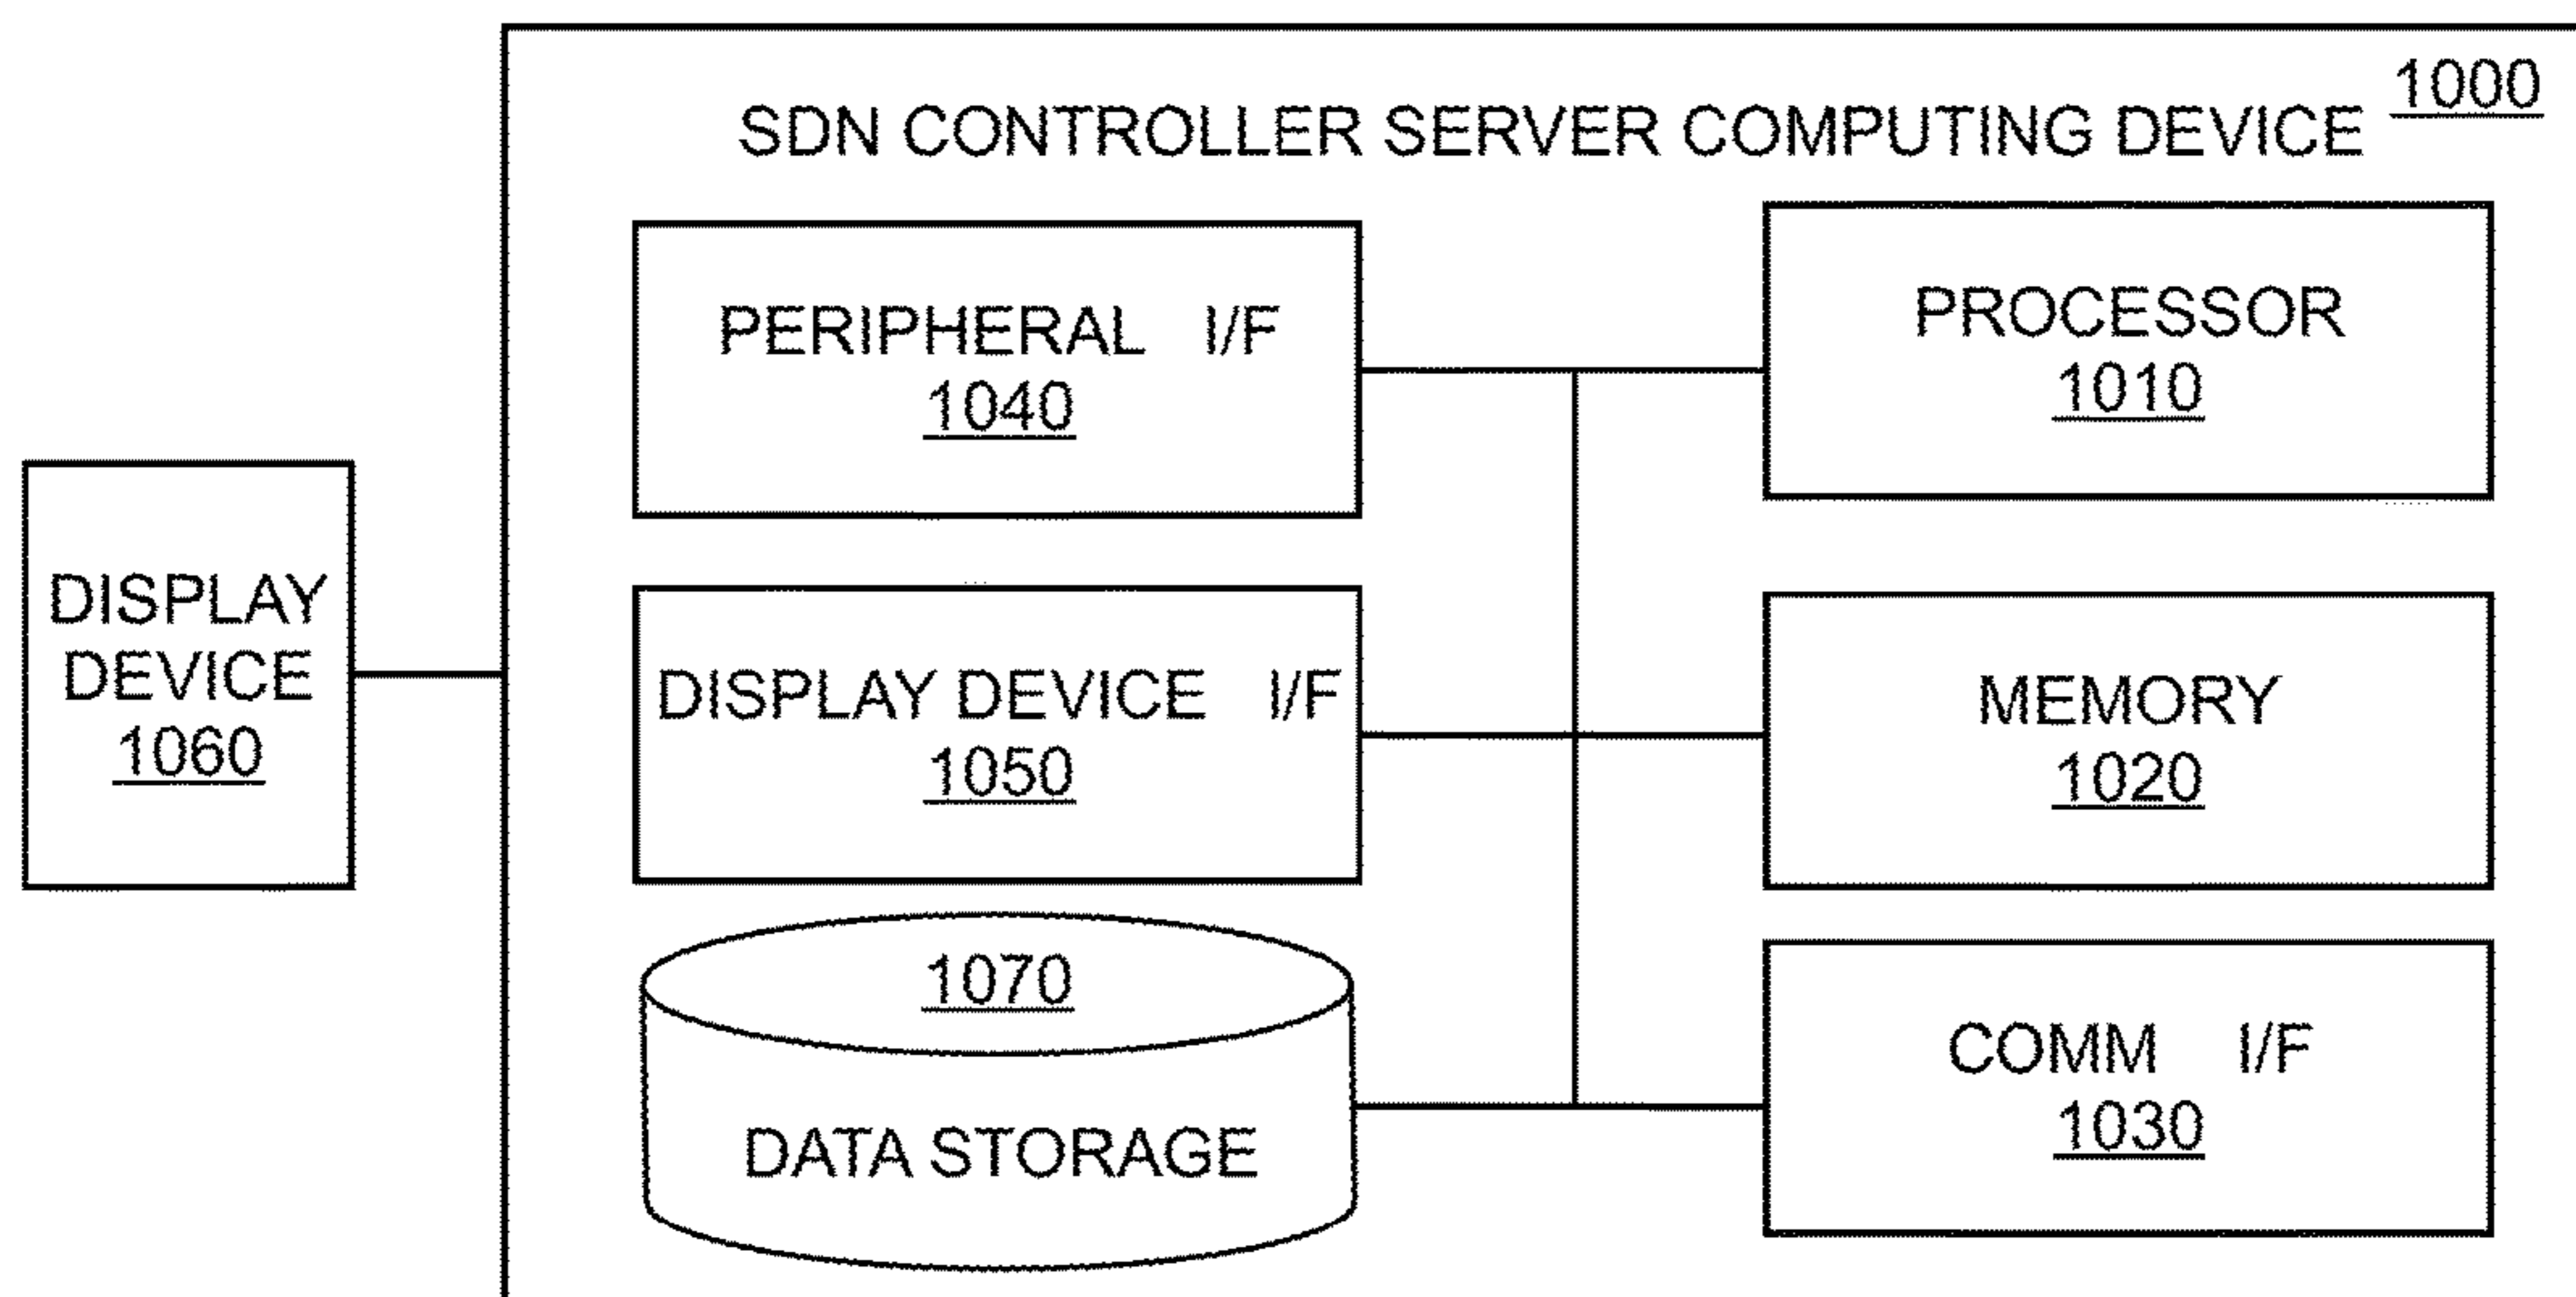 1000
SDN CONTROLLER SERVER COMPUTING DEVICE
PERIPHERAL I/F
1040
PROCESSOR
1010
DISPLAY
DEVICE
1060
DISPLAY DEVICE I/F
1050
MEMORY
1020
1070
DATA STORAGE
COMM I/F
1030